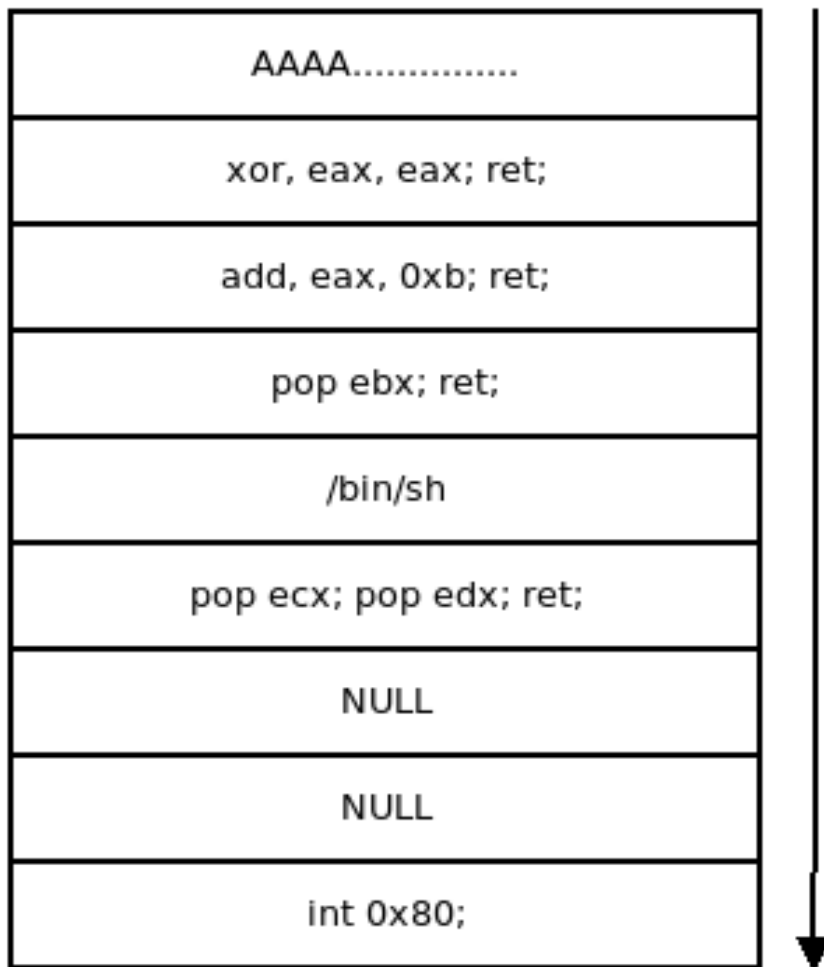 AAAA...............
xor, eax, eax; ret;
add, eax, 0xb; ret;
pop ebx; ret;
/bin/sh
pop ecx; pop edx; ret;
NULL
NULL
int 0x80;